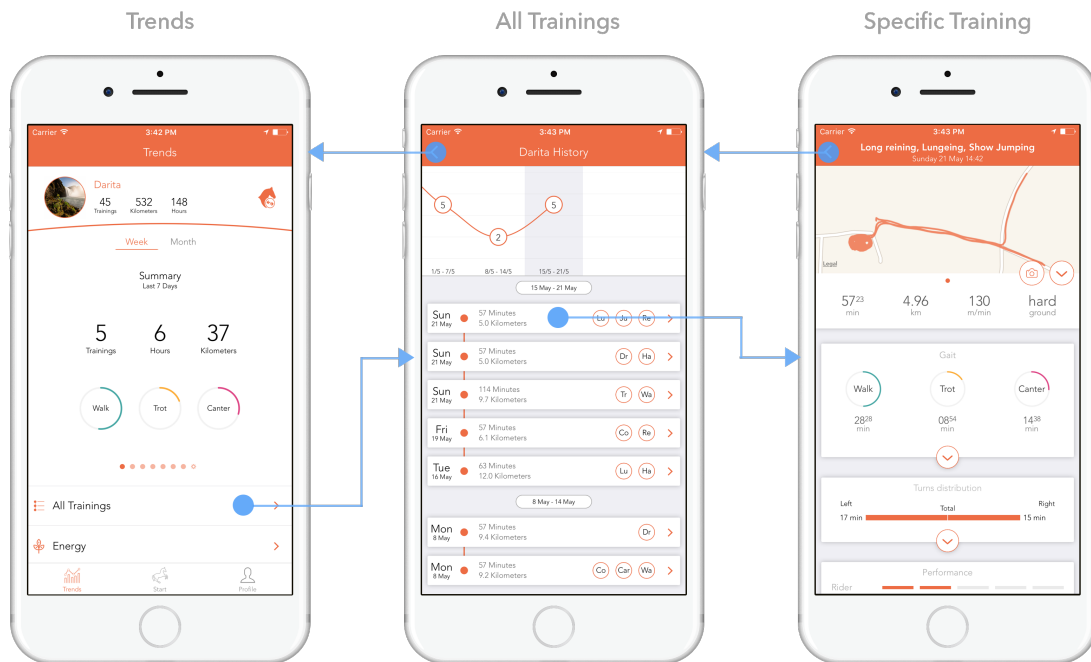 Trends
All Trainings
Specific Training
Carrier
3:42 PM
Trends
Darita
45
532
148
Trainings
Kilometers
Hours
Week
Month
Summary
Last 7 Days
5
6
37
Trainings
Hours
Kilometers
Walk
Trot
Canter
All Trainings
Energy
Trends
Start
Profile
Carrier
3:43 PM
Darita History
5
5
2
1/5 - 7/5
8/5 - 14/5
15/5 - 21/5
15 May - 21 May
Sun
21 May
57 Minutes
5.0 Kilometers
Lu
Ju
Re
Sun
21 May
57 Minutes
5.0 Kilometers
Dr
Ha
Sun
21 May
114 Minutes
9.7 Kilometers
Tr
Wa
Fri
19 May
57 Minutes
6.1 Kilometers
Co
Re
Tue
16 May
63 Minutes
12.0 Kilometers
Lu
Ha
8 May - 14 May
Mon
8 May
57 Minutes
9.4 Kilometers
Dr
Mon
8 May
57 Minutes
9.2 Kilometers
Co
Car
Wa
Carrier
3:43 PM
Long reining, Lungeing, Show Jumping
Sunday 21 May 14:42
Legal
57 23
min
4.96
km
130
m/min
hard
ground
Gait
Walk
Trot
Canter
28 28
min
08 54
min
14 38
min
Turns distribution
Left
Total
Right
17 min
15 min
Performance
Rider